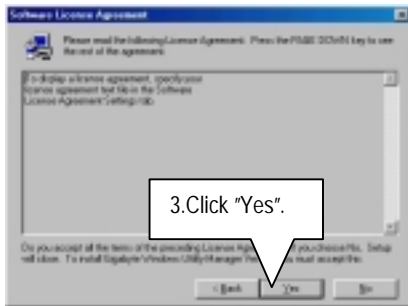 Software License Agreement
Please read the following License Agreement. Press the PAGE DOWN key to see
the rest of the agreement.
To display a license agreement, specify your
license agreement text file in the Software
License Agreement Settings tab.
3.Click "Yes".
Do you accept all the terms of the preceding License Agr you choose No, Setup
will close. To install Gigabyte Windows Utility Manager must accept this
< Back
Yes
No